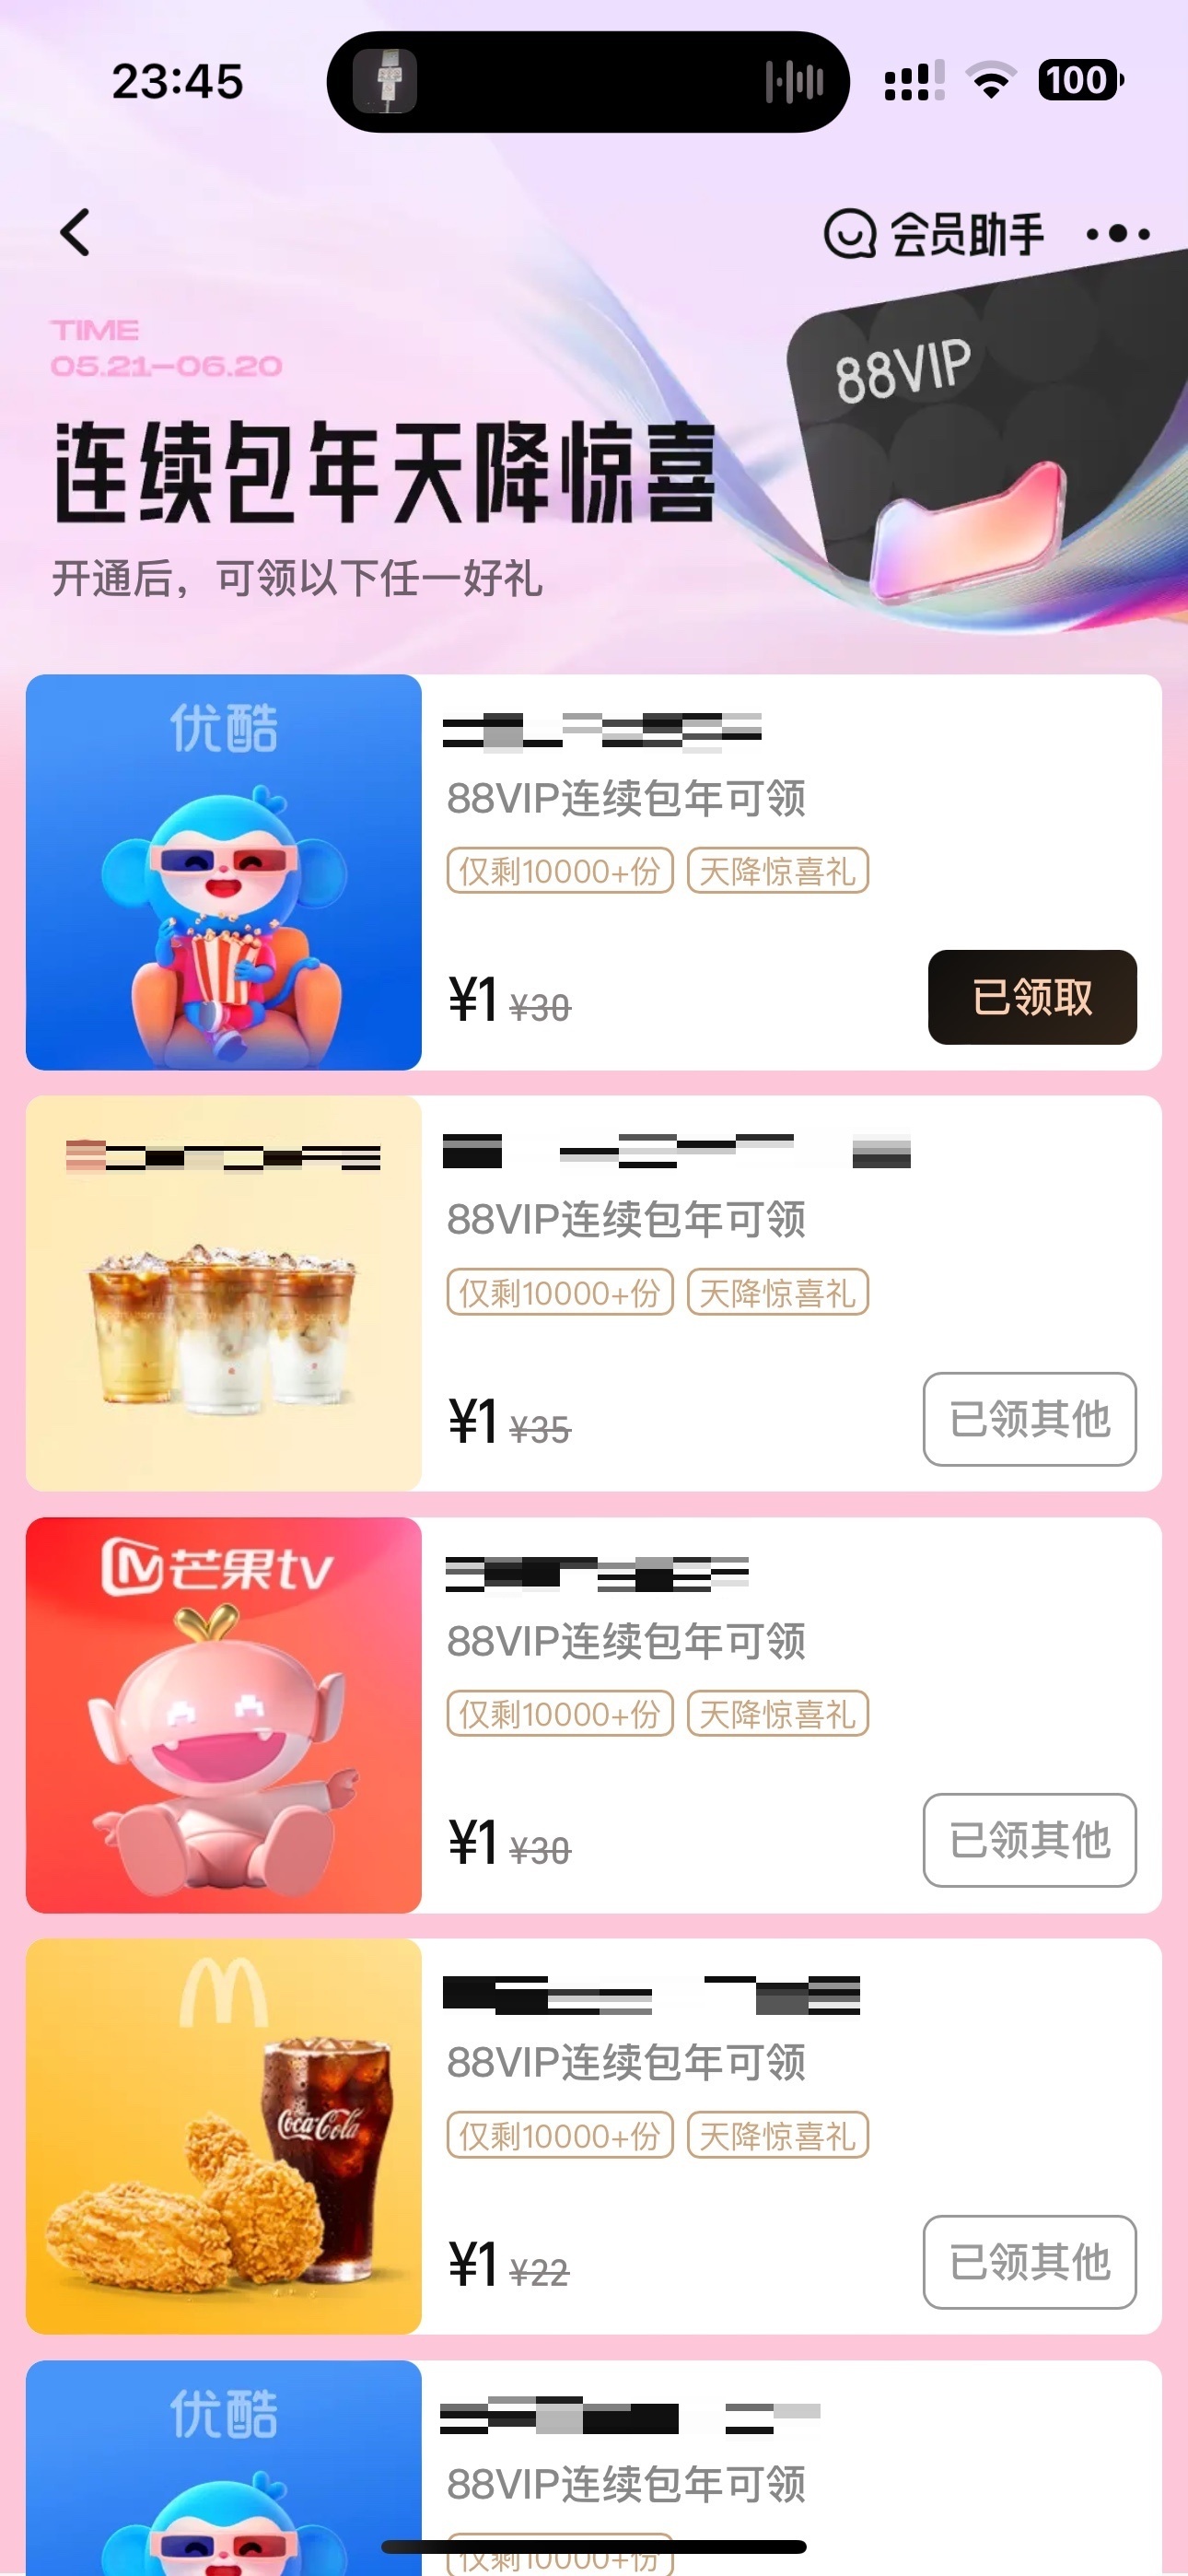 23:45
100
会员助手
88VIP
TIME
05.21—06.20
连续包年天降惊喜
开通后，可领以下任一好礼
优酷
88VIP连续包年可领
仅剩10000+份 天降惊喜礼
¥1 ¥30
已领取
88VIP连续包年可领
仅剩10000+份 天降惊喜礼
¥1 ¥35
已领其他
芒果tv
88VIP连续包年可领
仅剩10000+份 天降惊喜礼
¥1 ¥30
已领其他
Coca-Cola
88VIP连续包年可领
仅剩10000+份 天降惊喜礼
¥1 ¥22
已领其他
优酷
88VIP连续包年可领
仅剩10000+份